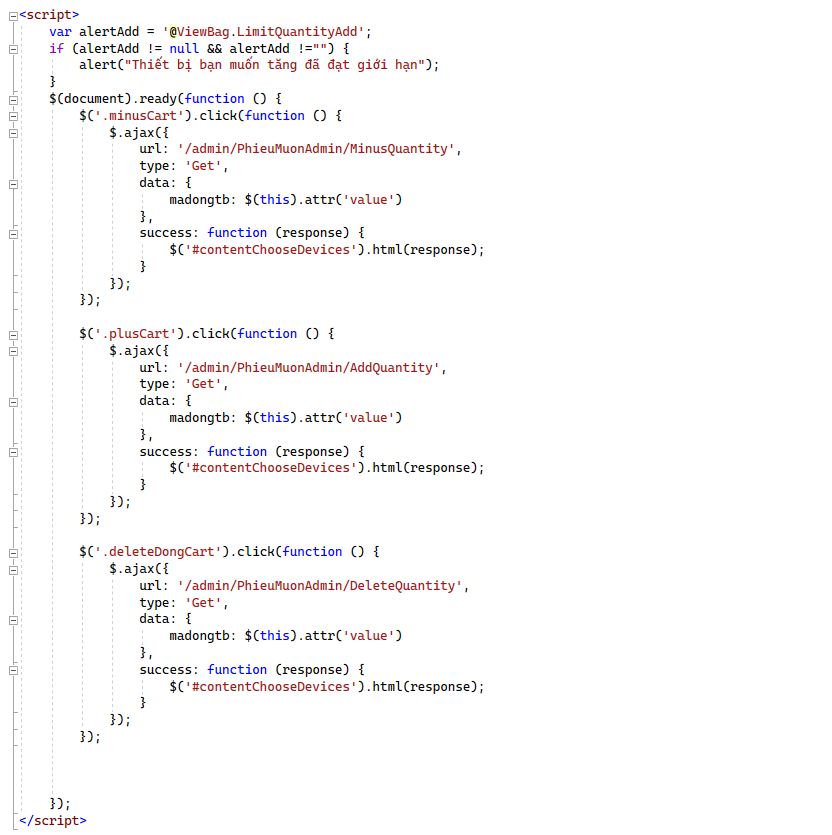 <script>
    var alertAdd = '@ViewBag.LimitQuantityAdd';
    if (alertAdd != null && alertAdd !="") {
        alert("Thiết bị bạn muốn tăng đã đạt giới hạn");
    }
    $(document).ready(function () {
        $('.minusCart').click(function () {
            $.ajax({
                url: '/admin/PhieuMuonAdmin/MinusQuantity',
                type: 'Get',
                data: {
                    madongtb: $(this).attr('value')
                },
                success: function (response) {
                    $('#contentChooseDevices').html(response);
                }
            });
        });

        $('.plusCart').click(function () {
            $.ajax({
                url: '/admin/PhieuMuonAdmin/AddQuantity',
                type: 'Get',
                data: {
                    madongtb: $(this).attr('value')
                },
                success: function (response) {
                    $('#contentChooseDevices').html(response);
                }
            });
        });

        $('.deleteDongCart').click(function () {
            $.ajax({
                url: '/admin/PhieuMuonAdmin/DeleteQuantity',
                type: 'Get',
                data: {
                    madongtb: $(this).attr('value')
                },
                success: function (response) {
                    $('#contentChooseDevices').html(response);
                }
            });
        });

    });
</script>